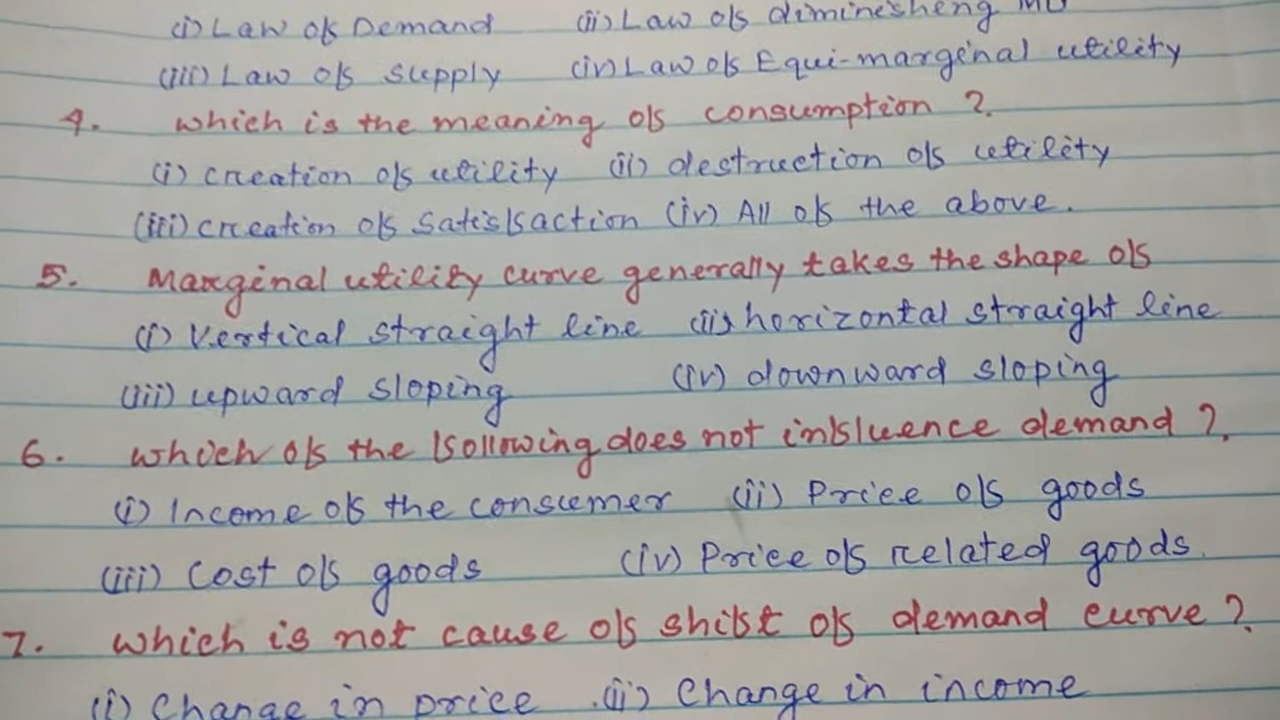 (i) Law of Demand (ii) Law of diminesheng MU
(iii) Law of supply (iv) Law of Equi-marginal utility
4. which is the meaning of consumption ?
(i) creation of utility (ii) destruction of utility
(iii) creation of satisfaction (iv) All of the above.
5. Marginal utility curve generally takes the shape of
(i) Vertical straight line (ii) horizontal straight line
(iii) upward sloping (iv) downward sloping
6. which of the following does not influence demand ?
(i) Income of the consumer (ii) Price of goods
(iii) Cost of goods (iv) Price of related goods.
7. which is not cause of shift of demand curve ?
(i) Change in price (ii) Change in income